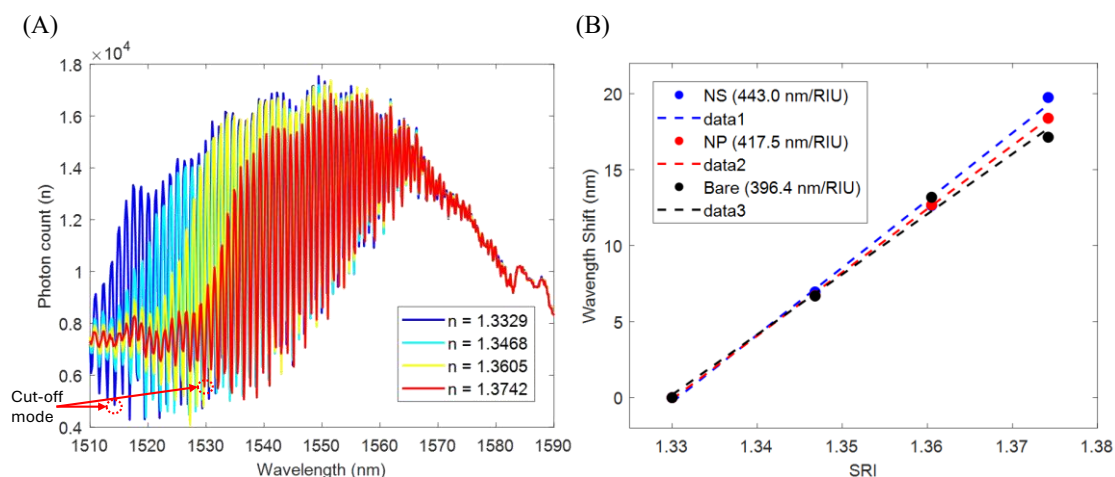 (A)
×10⁴
1.8
1.6
1.4
1.2
1
0.8
0.6
0.4
Photon count (n)
n = 1.3329
n = 1.3468
n = 1.3605
n = 1.3742
Cut-off
mode
1510 1520 1530 1540 1550 1560 1570 1580 1590
Wavelength (nm)
(B)
20
15
10
5
0
Wavength Shift (nm)
NS (443.0 nm/RIU)
data1
NP (417.5 nm/RIU)
data2
Bare (396.4 nm/RIU)
data3
1.33 1.34 1.35 1.36 1.37 1.38
SRI